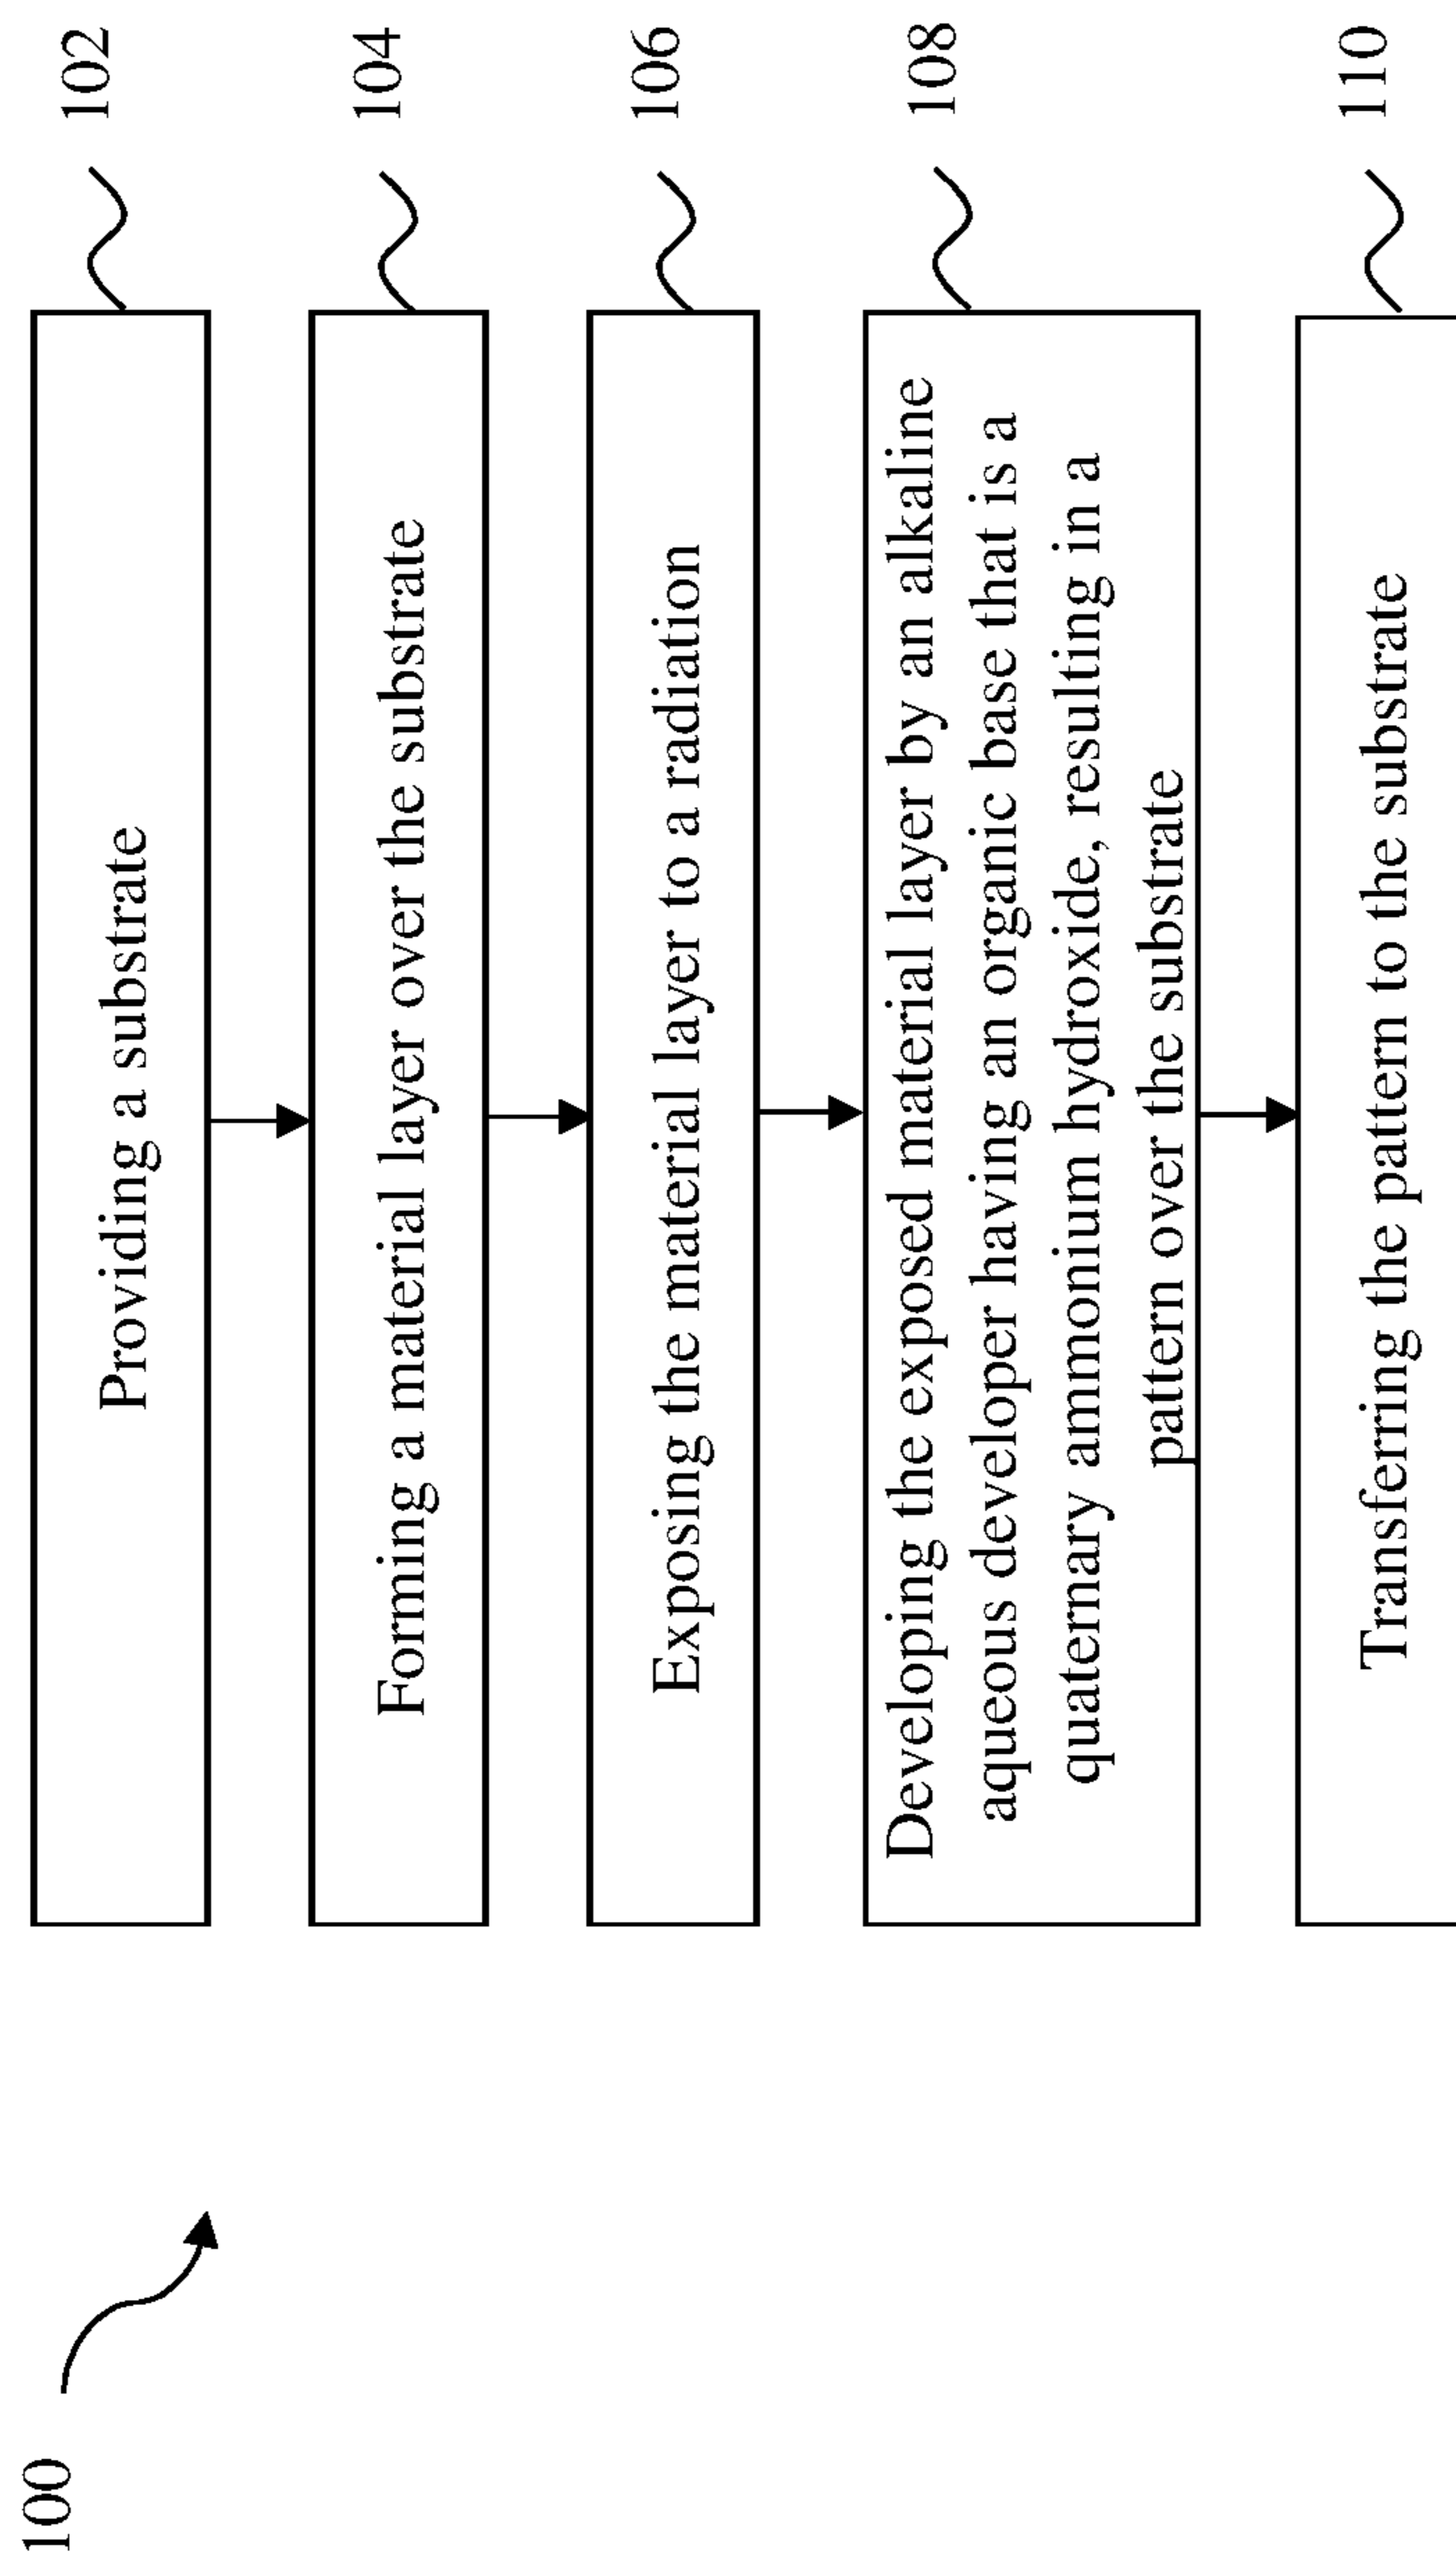 100
Providing a substrate
102
Forming a material layer over the substrate
104
Exposing the material layer to a radiation
106
Developing the exposed material layer by an alkaline
aqueous developer having an organic base that is a
quaternary ammonium hydroxide, resulting in a
pattern over the substrate
108
Transferring the pattern to the substrate
110